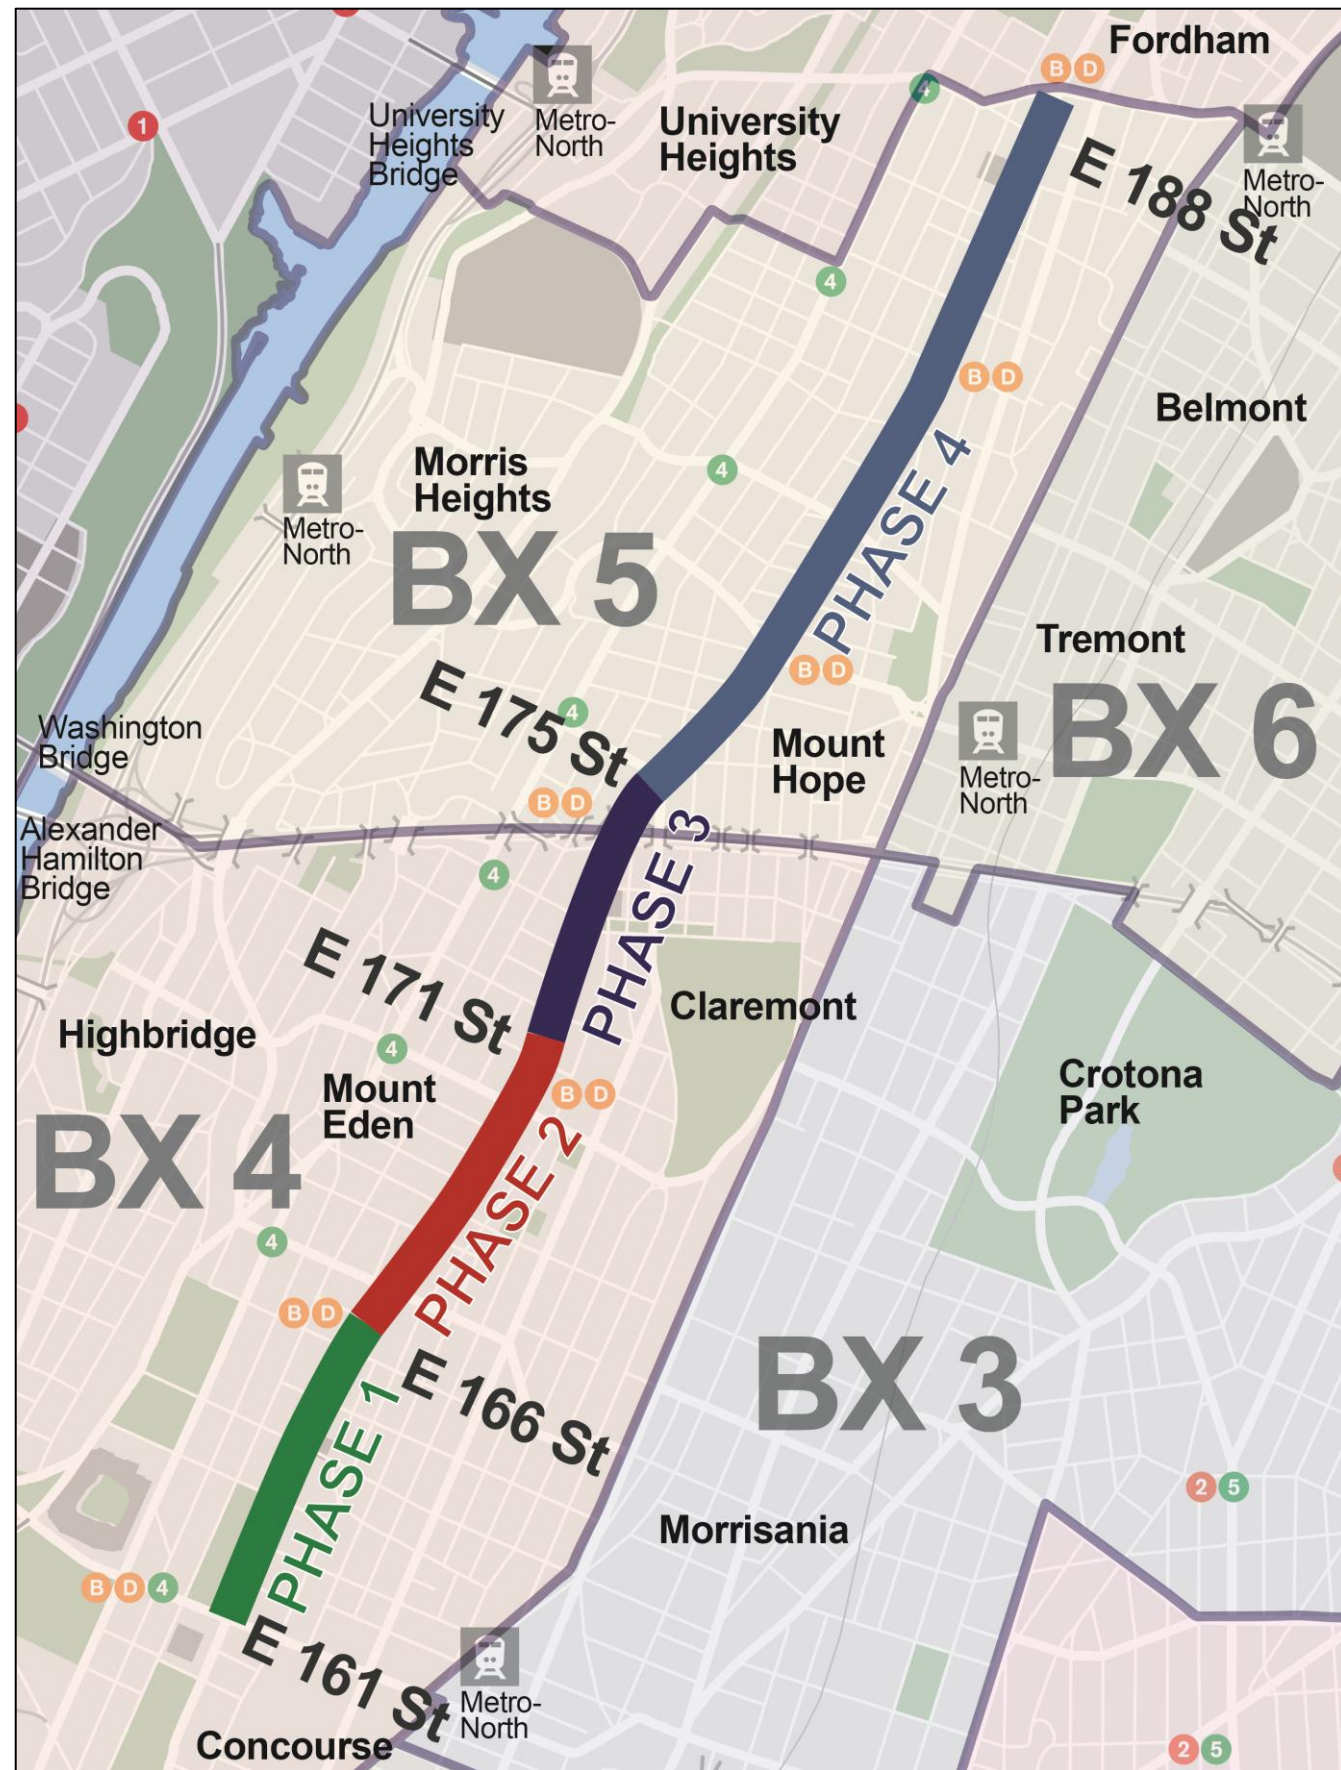 Fordham
B D
4
1
University
Heights
Bridge
Metro-
North
University
Heights
Metro-
North
E 188 St
4
B D
Belmont
4
Morris
Heights
Metro-
North
BX 5
PHASE 4
Tremont
BX 6
B D
E 175 St
4
Washington
Bridge
Mount
Hope
Metro-
North
B D
Alexander
Hamilton
Bridge
4
PHASE 3
E 171 St
Claremont
Highbridge
4
Mount
Eden
B D
Crotona
Park
BX 4
PHASE 2
4
B D
E 166 St
BX 3
PHASE 1
2 5
Morrisania
B D 4
E 161 St
Metro-
North
Concourse
2 5